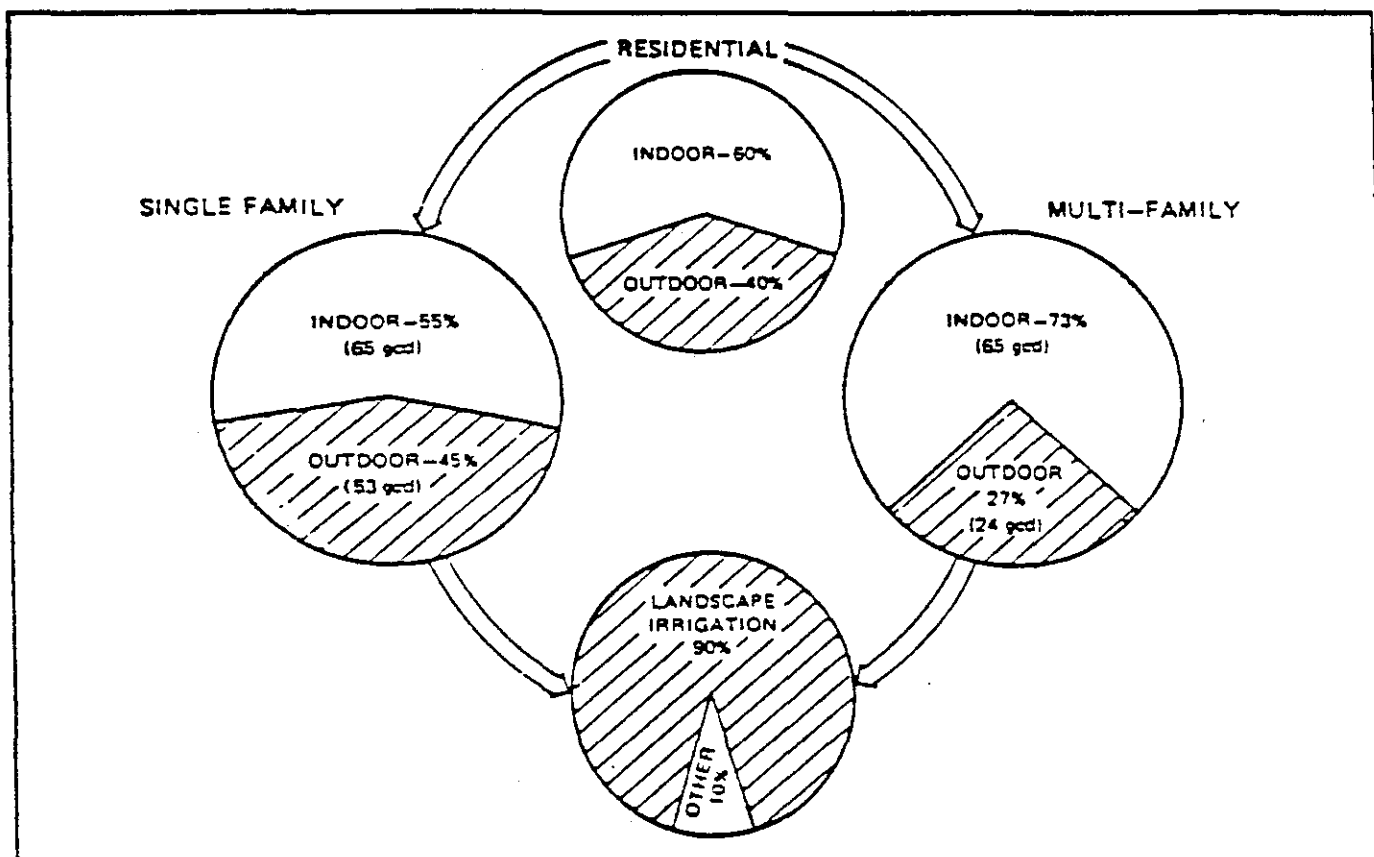 RESIDENTIAL
INDOOR—60%
OUTDOOR—40%
SINGLE FAMILY
INDOOR—55%
(65 gcd)
OUTDOOR—45%
(53 gcd)
MULTI—FAMILY
INDOOR—73%
(65 gcd)
OUTDOOR
27%
(24 gcd)
LANDSCAPE
IRRIGATION
90%
OTHER
10%